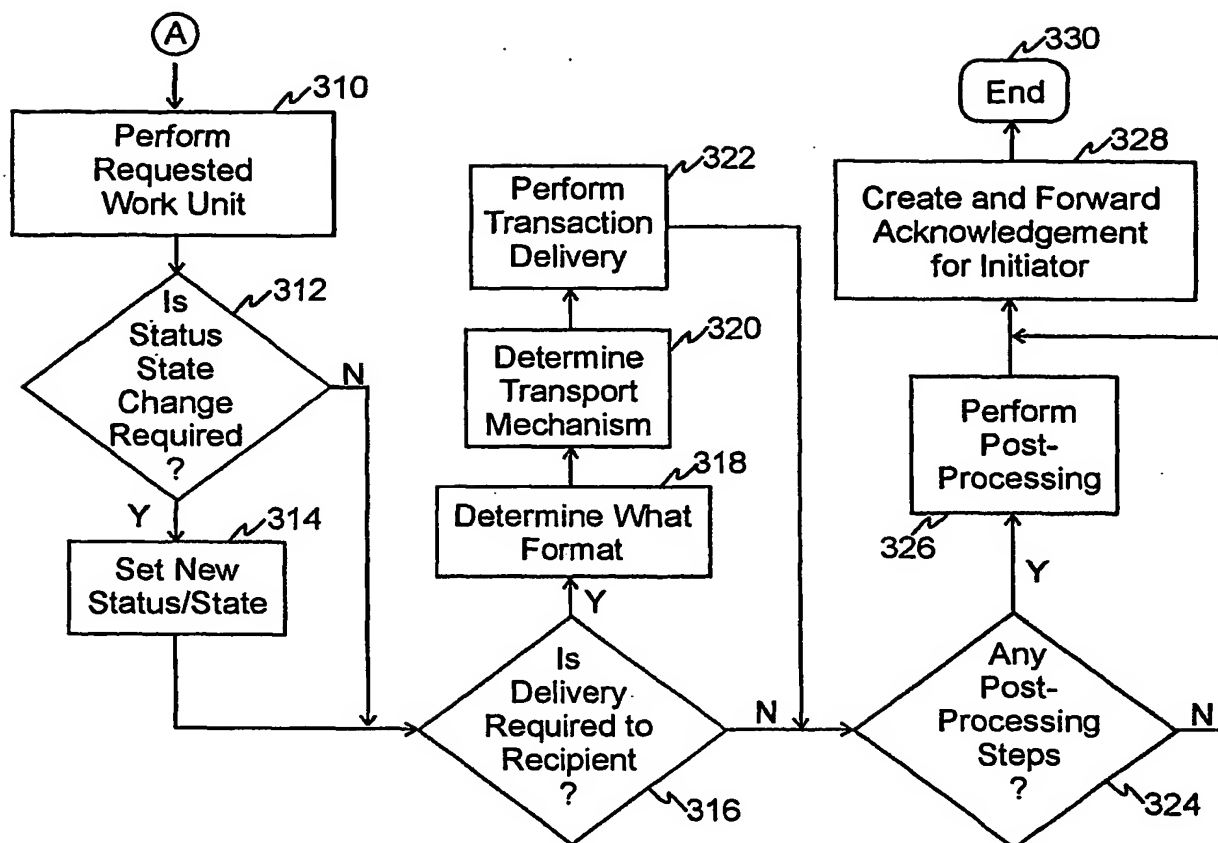 A
310
Perform
Requested
Work Unit
312
Is
Status
State
Change
Required
?
N
Y
314
Set New
Status/State
322
Perform
Transaction
Delivery
320
Determine
Transport
Mechanism
318
Determine What
Format
Y
Is
Delivery
Required to
Recipient
?
316
N
330
End
328
Create and Forward
Acknowledgement
for Initiator
Perform
Post-
Processing
326
Y
Any
Post-
Processing
Steps
?
324
N